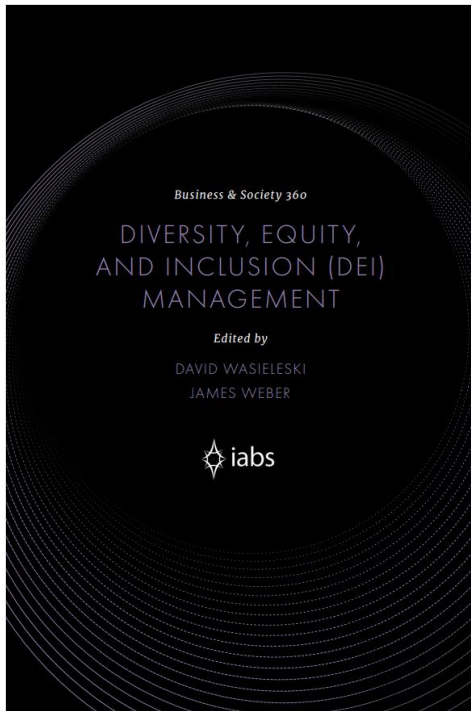 Business & Society 360
DIVERSITY, EQUITY,
AND INCLUSION (DEI)
MANAGEMENT
Edited by
DAVID WASIELESKI
JAMES WEBER
iabs